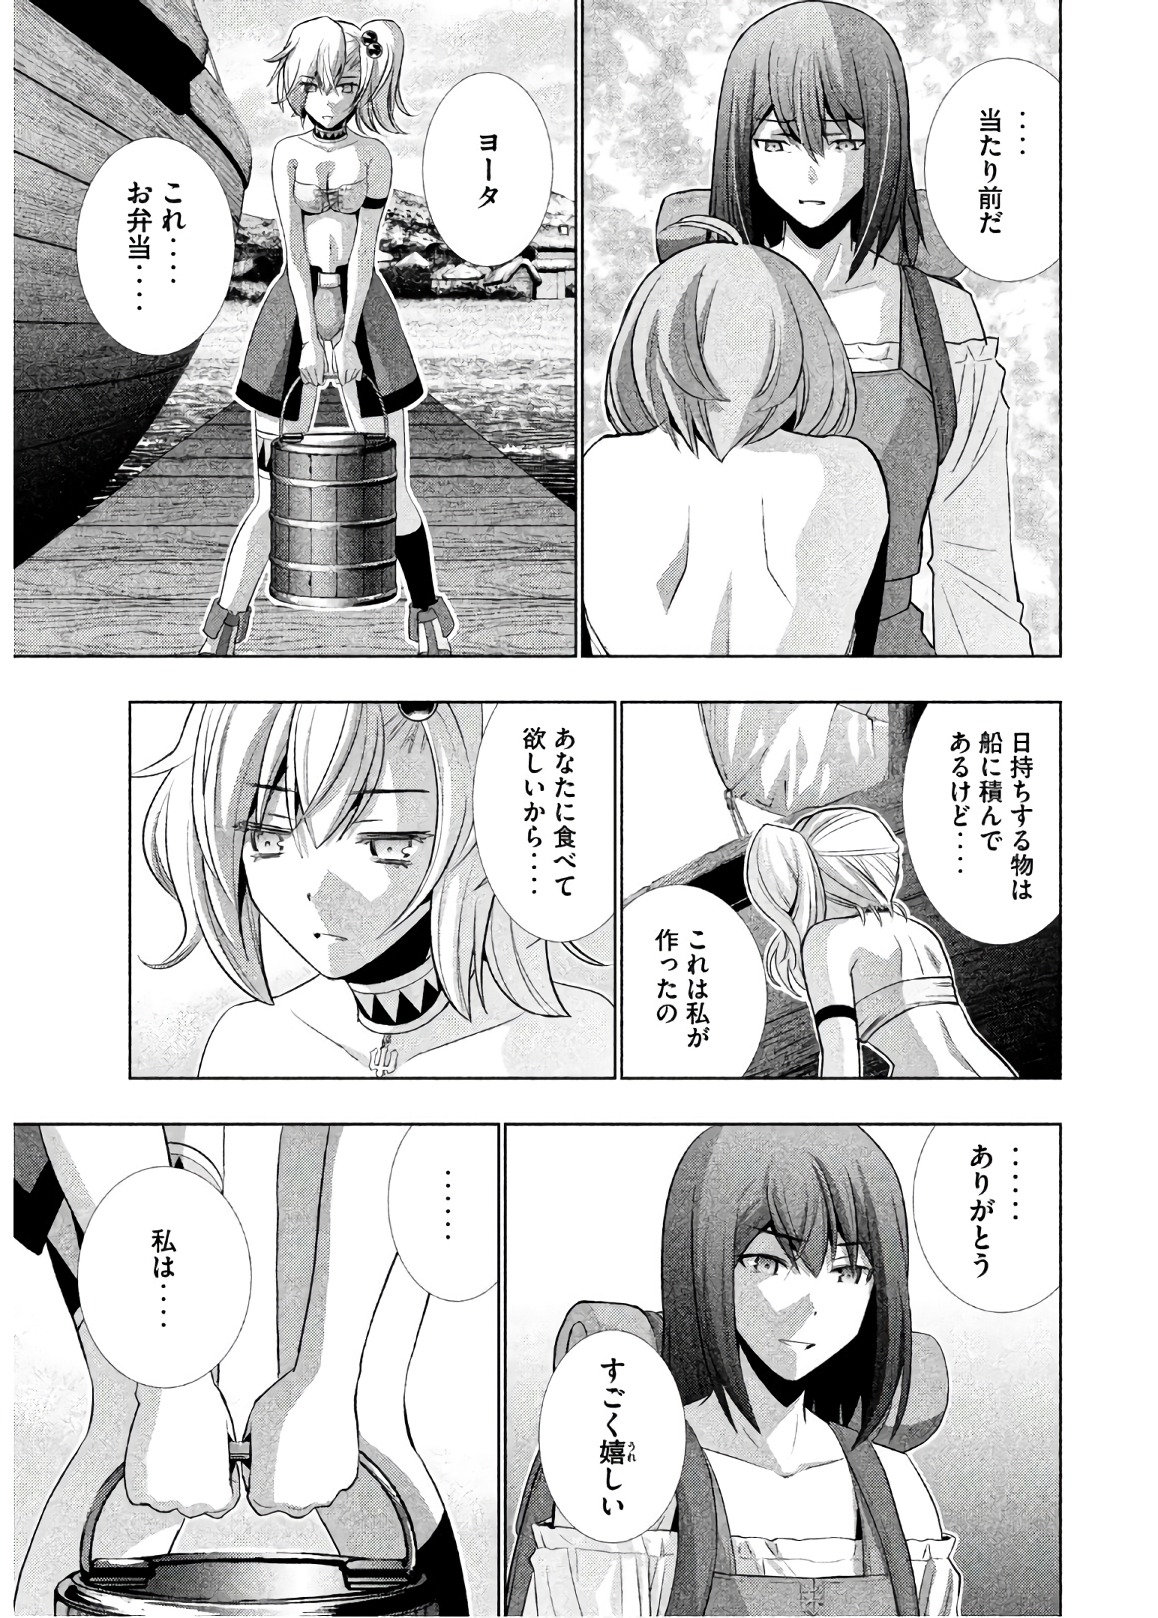 ‥‥
当たり前だ
ヨータ
これ‥‥
お弁当‥‥
日持ちする物は
船に積んで
あるけど‥‥
これは私が
作ったの
あなたに食べて
欲しいから‥‥
‥‥‥
ありがとう
すごく嬉しい
うれ
‥‥‥
私は‥‥